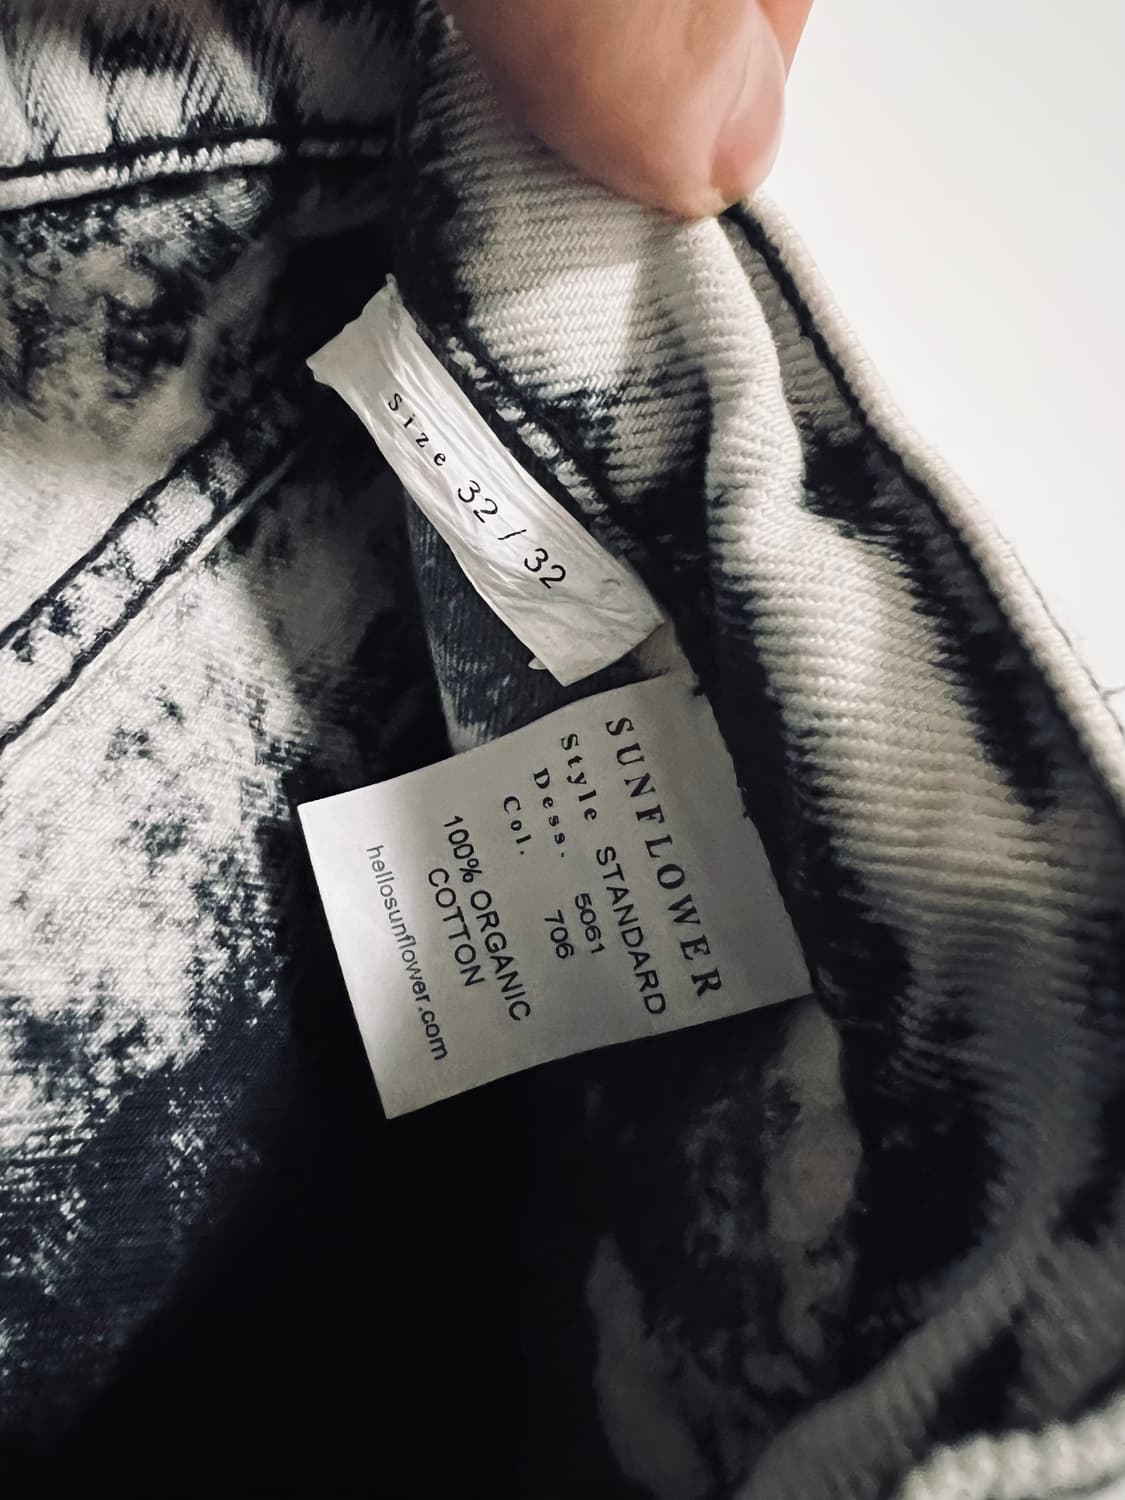 size 32 / 32
SUNFLOWER
Style STANDARD
Dess. 5061
Col. 706
100% ORGANIC
COTTON
hellosunflower.com